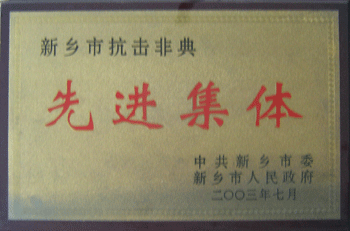 新乡市抗击非典
先进集体
中共新乡市委
新乡市人民政府
二〇〇三年七月